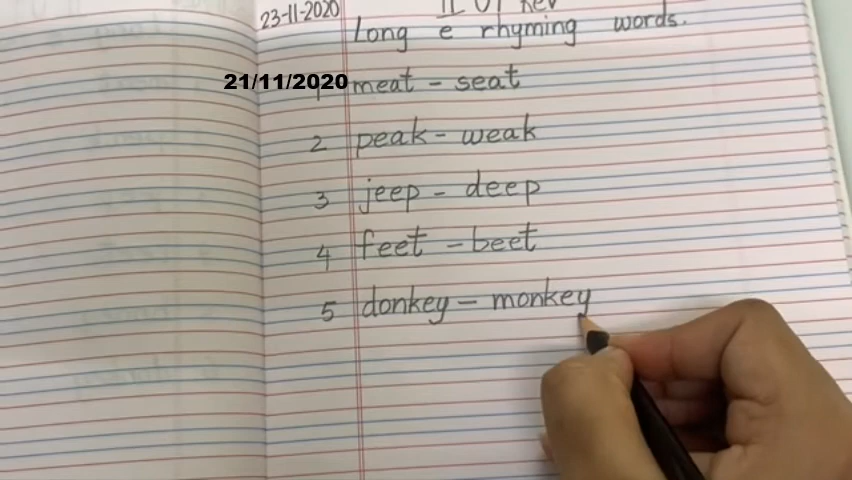 23-11-2020
Long e rhyming words.
21/11/2020
1 meat - seat
2 peak - weak
3 jeep - deep
4 feet - beet
5 donkey - monkey